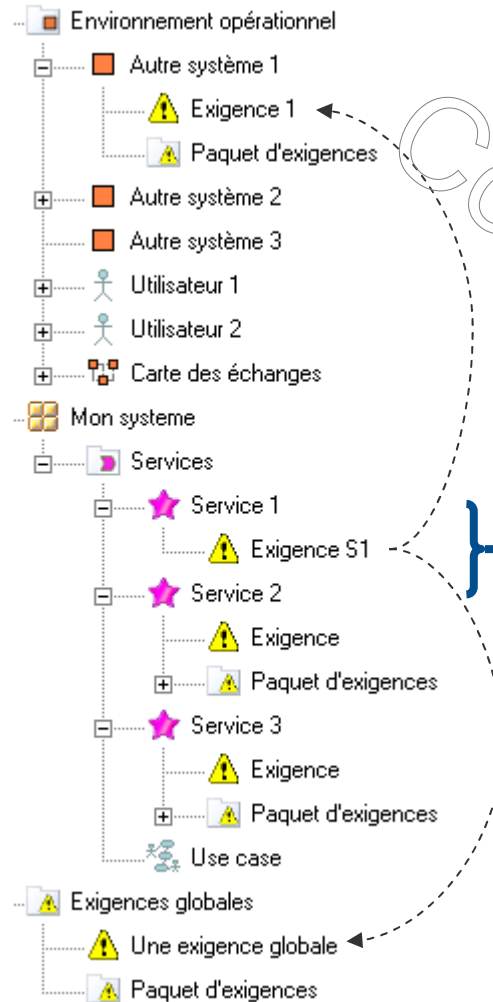 Environnement opérationnel
Autre système 1
Exigence 1
Paquet d'exigences
Autre système 2
Autre système 3
Utilisateur 1
Utilisateur 2
Carte des échanges
Mon systeme
Services
Service 1
Exigence S1
Service 2
Exigence
Paquet d'exigences
Service 3
Exigence
Paquet d'exigences
Use case
Exigences globales
Une exigence globale
Paquet d'exigences